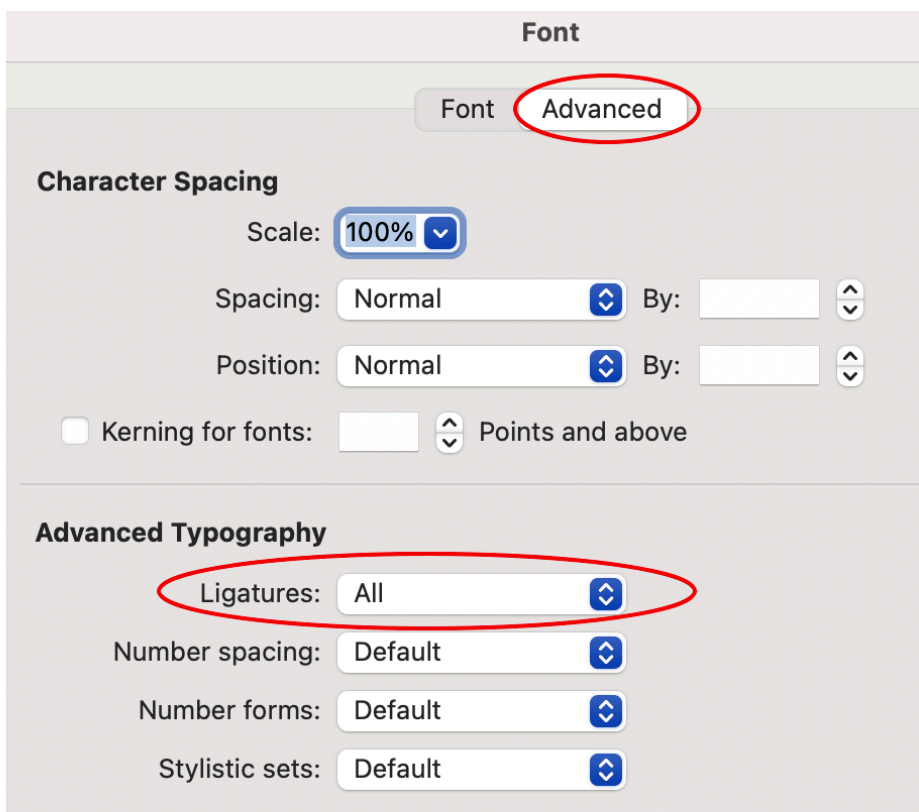 Font
Font Advanced
Character Spacing
Scale: 100%
Spacing: Normal By:
Position: Normal By:
Kerning for fonts: Points and above
Advanced Typography
Ligatures: All
Number spacing: Default
Number forms: Default
Stylistic sets: Default